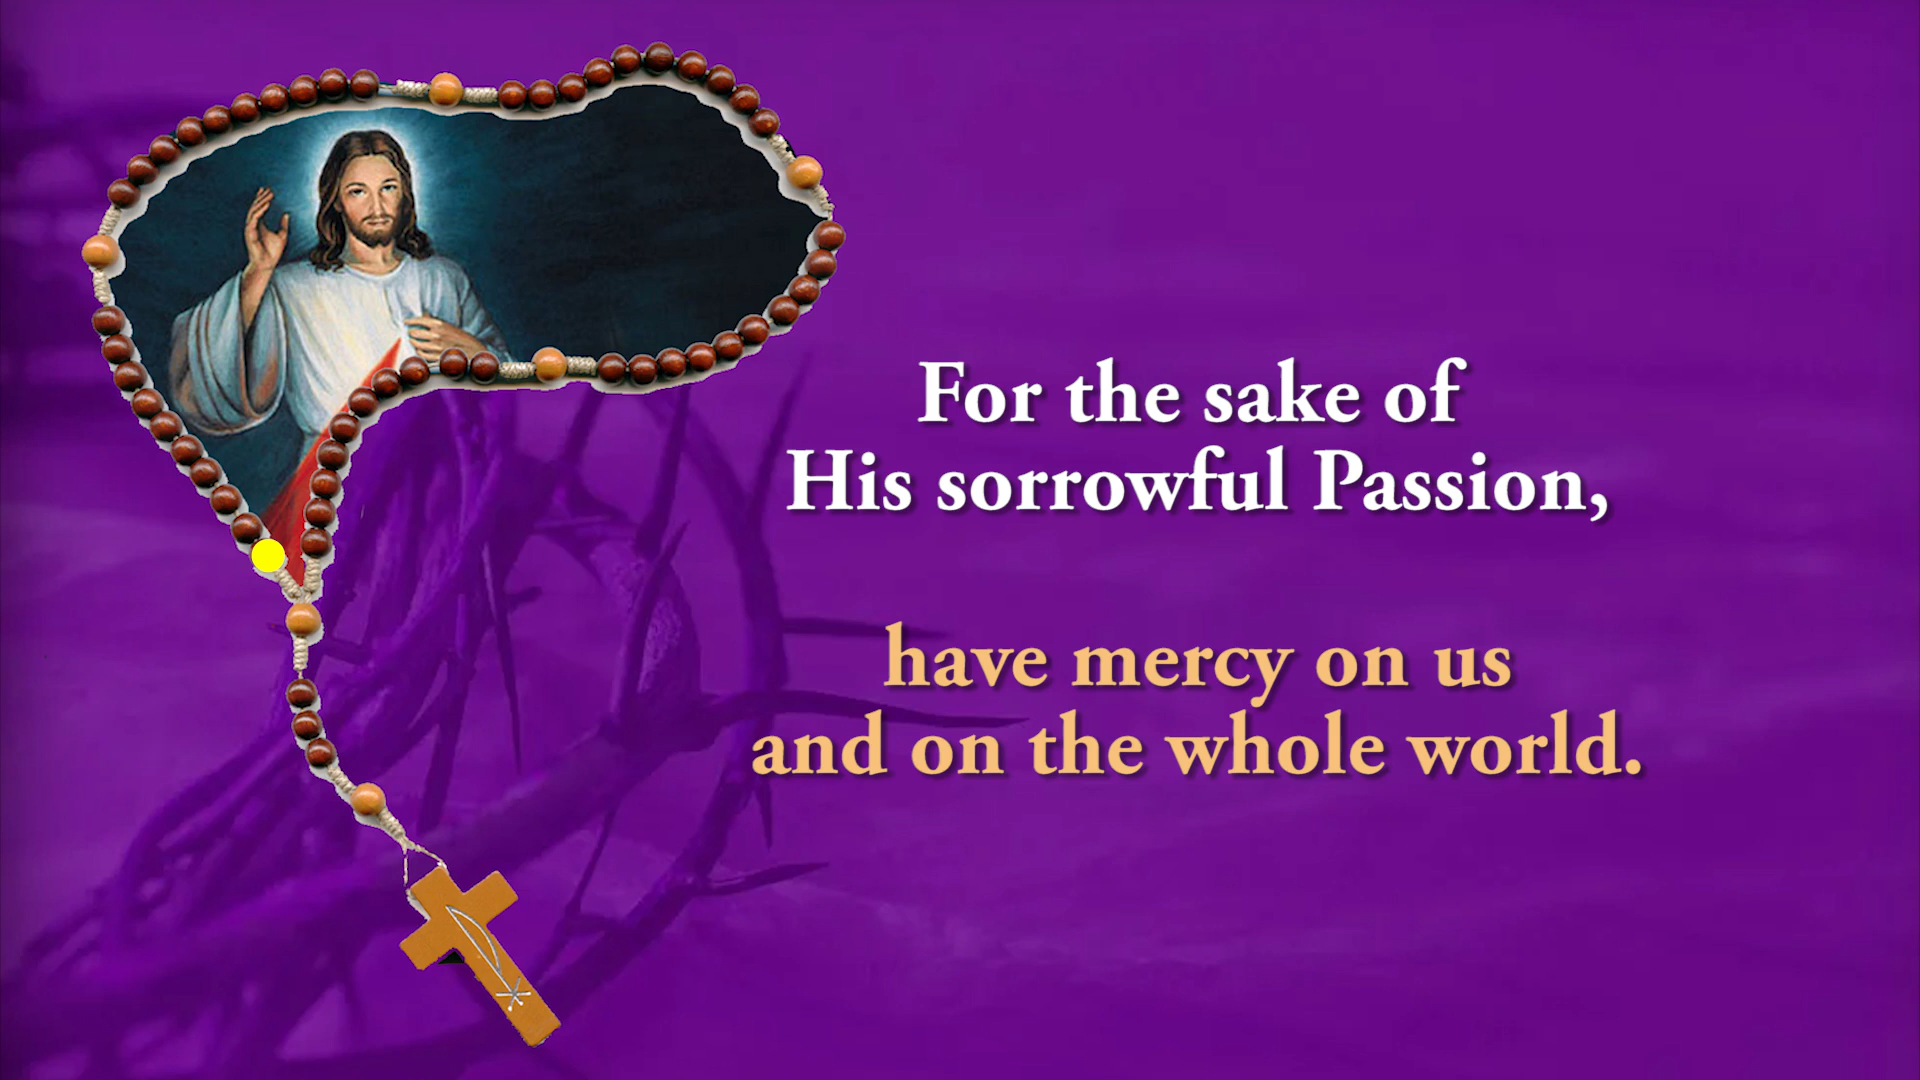 For the sake of
His sorrowful Passion,
have mercy on us
and on the whole world.